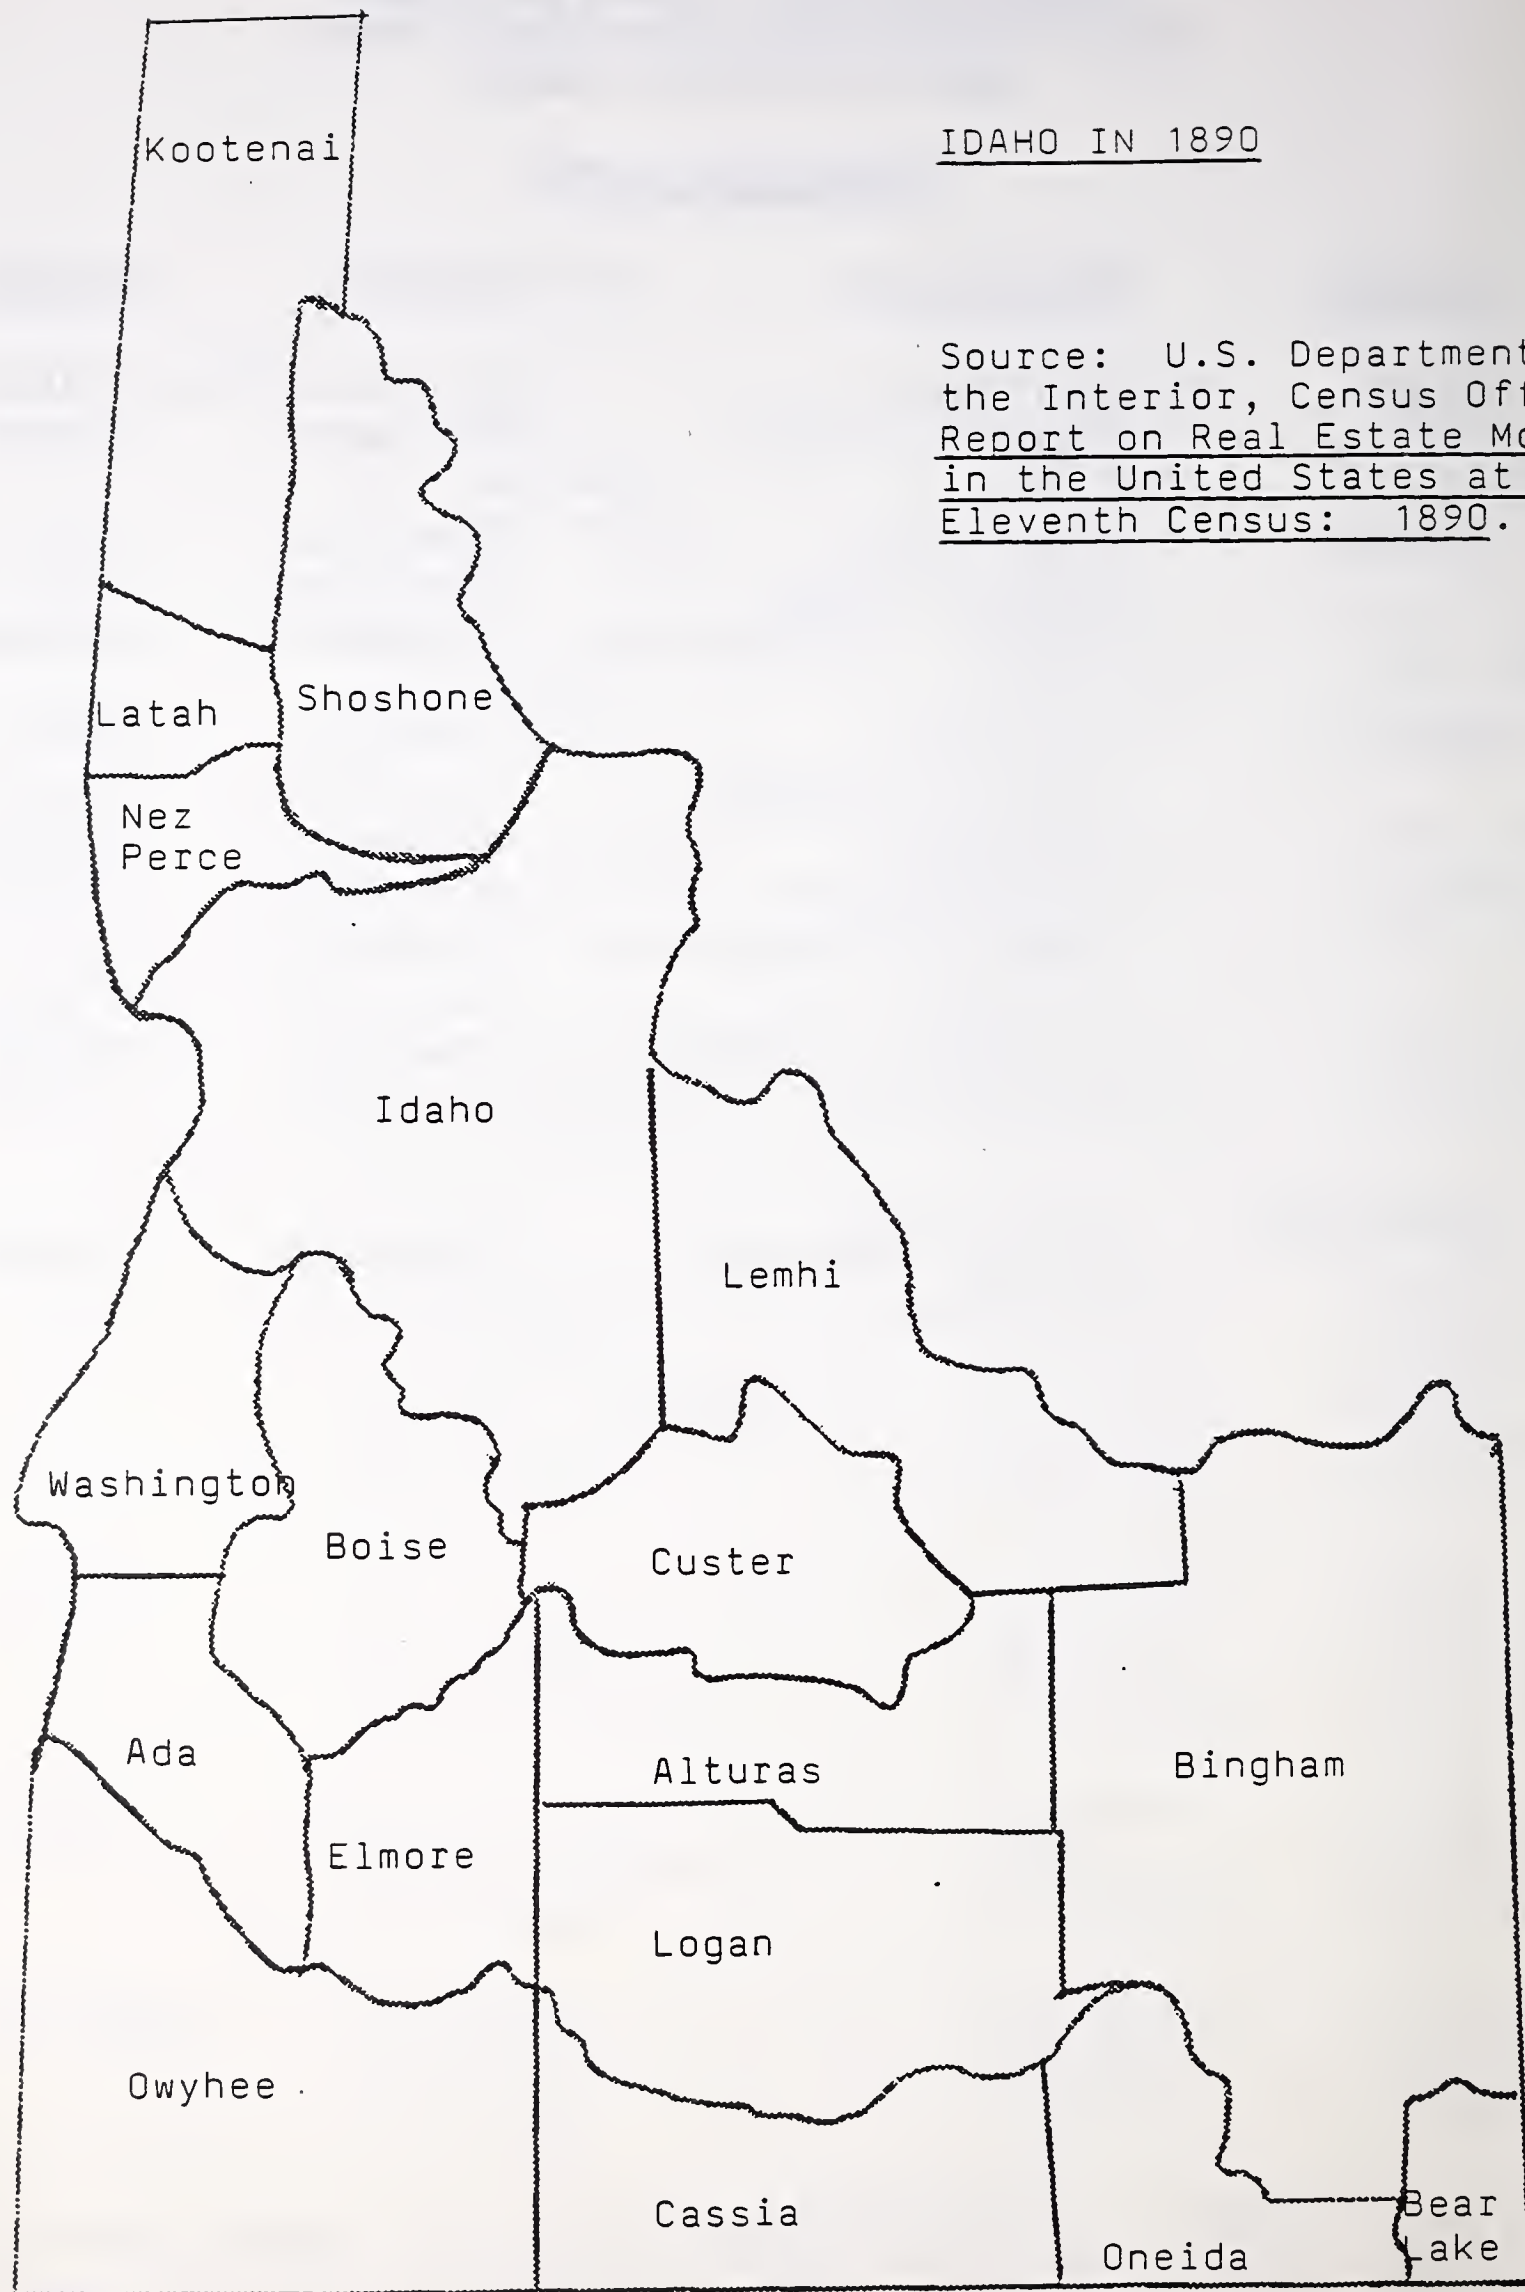 Kootenai
IDAHO IN 1890
Source: U.S. Department
the Interior, Census
Report on Real Estate
in the United States at
Eleventh Census: 1890.
Latah
Shoshone
Nez
Perce
Idaho
Lemhi
Washington
Boise
Custer
Ada
Alturas
Bingham
Elmore
Logan
Owyhee
Cassia
Bear
Lake
Oneida